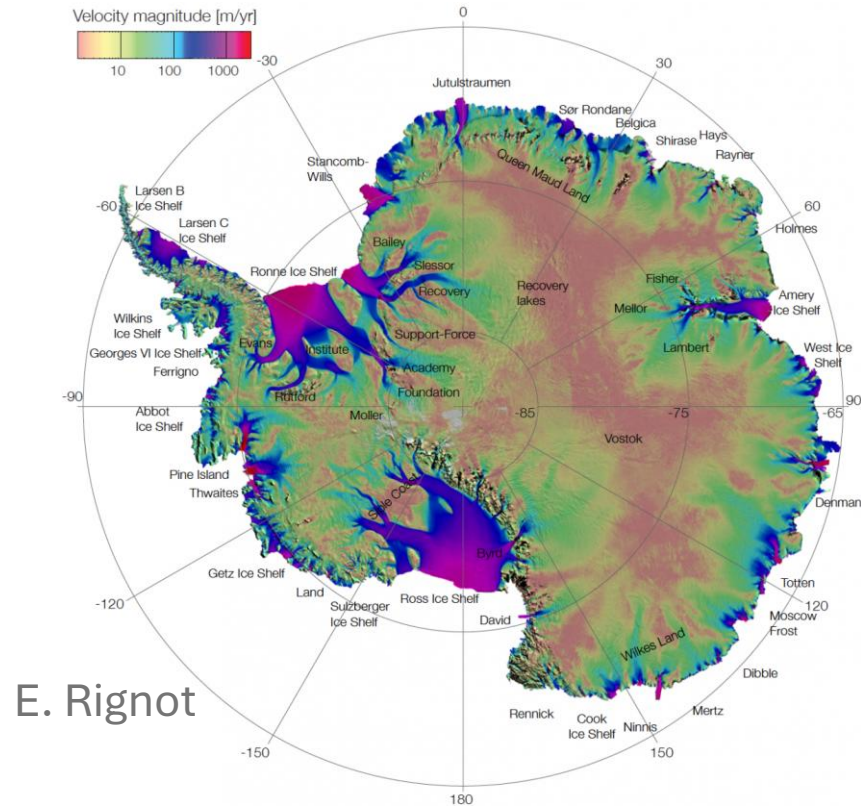 Velocity magnitude [m/yr]
10 100 1000
0
-30
30
Jutulstraumen
Sør Rondane
Belgica
Shirase
Hays
Rayner
Stancomb-
Wills
Queen Maud Land
Larsen B
Ice Shelf
-60
60
Larsen C
Ice Shelf
Holmes
Bailey
Slessor
Ronne Ice Shelf
Recovery
Recovery
lakes
Fisher
Mellor
Amery
Ice Shelf
Wilkins
Ice Shelf
Support-Force
Evans
Institute
Lambert
West Ice
Shelf
Georges VI Ice Shelf
Ferrigno
Academy
Rutford
Foundation
-90
-85
-75
-65
90
Abbot
Ice Shelf
Moller
Vostok
Pine Island
Thwaites
Siple Coast
Denman
Byrd
Getz Ice Shelf
Land
Sulzberger
Ice Shelf
Ross Ice Shelf
David
Totten
-120
120
Moscow
Frost
Wilkes Land
Dibble
E. Rignot
Rennick
Cook
Ice Shelf
Ninnis
Mertz
-150
150
180